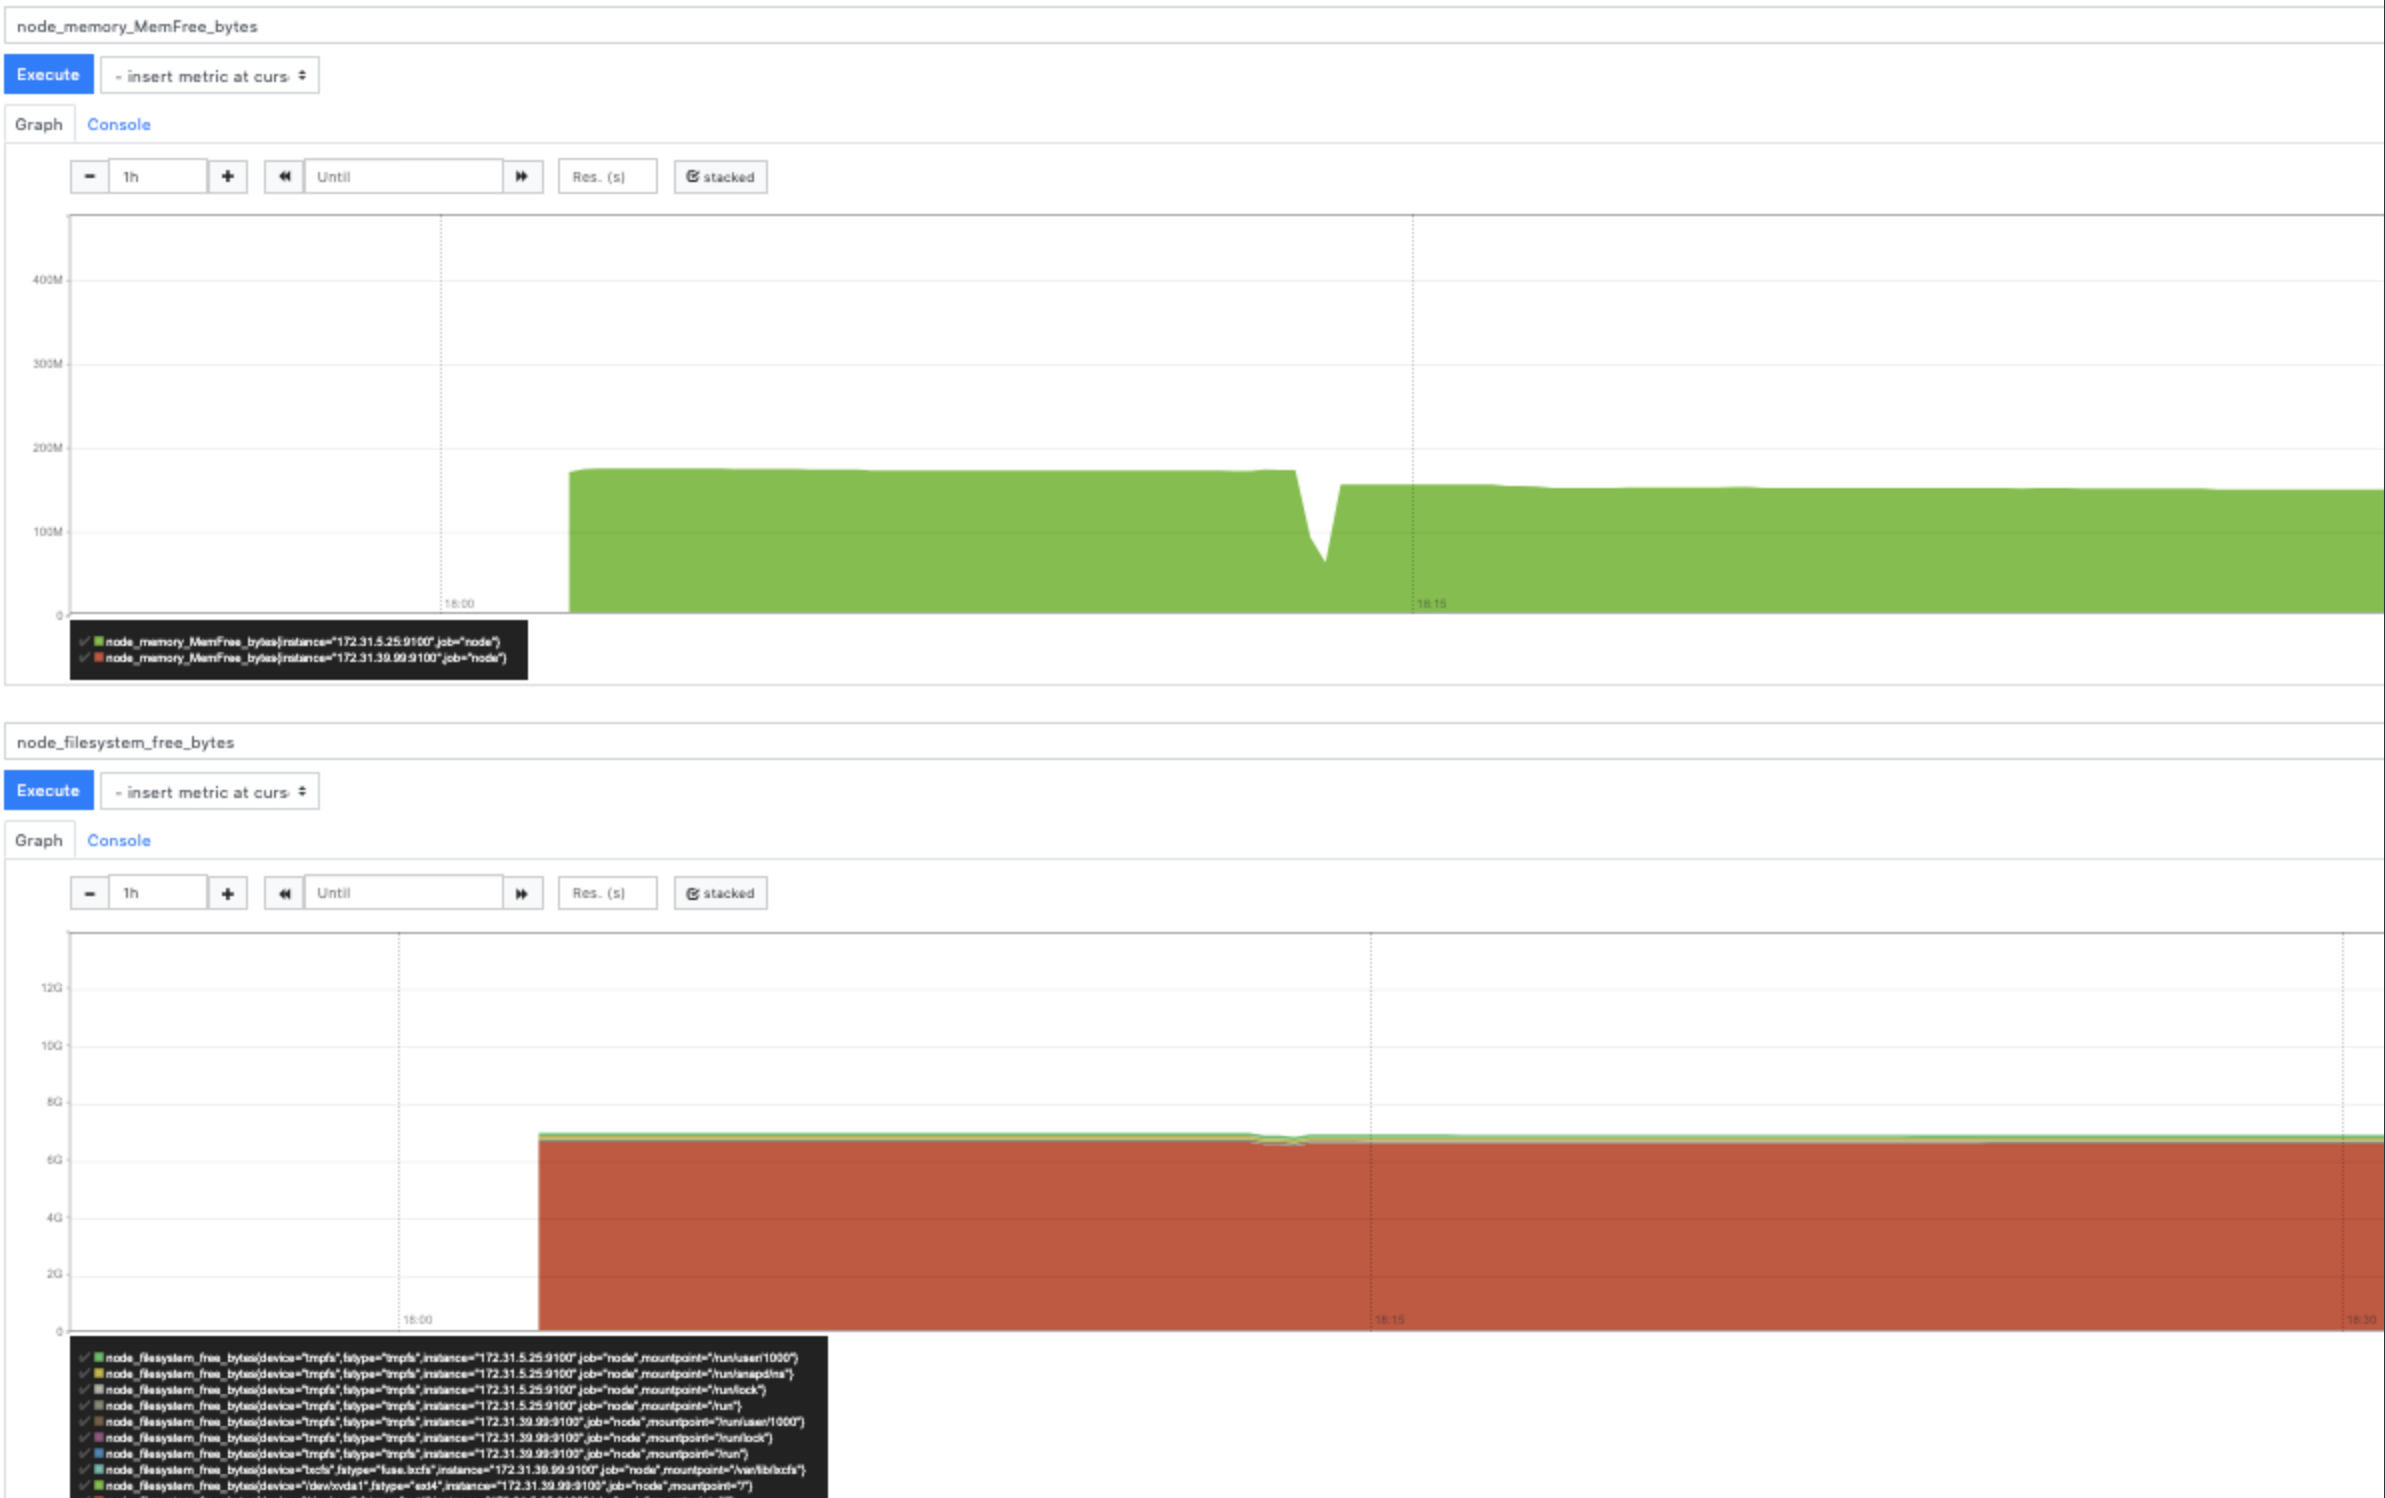 node_memory_MemFree_bytes
Execute - insert metric at curs
Graph Console
1h Until Res. (s) stacked
400M
300M
200M
100M
0
18:00 18:15
node_memory_MemFree_bytes{instance="172.31.5.25:9100",job="node"}
node_memory_MemFree_bytes{instance="172.31.39.99:9100",job="node"}
node_filesystem_free_bytes
Execute - insert metric at curs
Graph Console
1h Until Res. (s) stacked
12G
10G
8G
6G
4G
2G
0
18:00 18:15 18:30
node_filesystem_free_bytes{device="tmpfs",fstype="tmpfs",instance="172.31.5.25:9100",job="node",mountpoint="/run/user/1000"}
node_filesystem_free_bytes{device="tmpfs",fstype="tmpfs",instance="172.31.5.25:9100",job="node",mountpoint="/run/snapd/ns"}
node_filesystem_free_bytes{device="tmpfs",fstype="tmpfs",instance="172.31.5.25:9100",job="node",mountpoint="/run/lock"}
node_filesystem_free_bytes{device="tmpfs",fstype="tmpfs",instance="172.31.5.25:9100",job="node",mountpoint="/run"}
node_filesystem_free_bytes{device="tmpfs",fstype="tmpfs",instance="172.31.39.99:9100",job="node",mountpoint="/run/user/1000"}
node_filesystem_free_bytes{device="tmpfs",fstype="tmpfs",instance="172.31.39.99:9100",job="node",mountpoint="/run/lock"}
node_filesystem_free_bytes{device="tmpfs",fstype="tmpfs",instance="172.31.39.99:9100",job="node",mountpoint="/run"}
node_filesystem_free_bytes{device="lxcfs",fstype="fuse.lxcfs",instance="172.31.39.99:9100",job="node",mountpoint="/var/lib/lxcfs"}
node_filesystem_free_bytes{device="/dev/xvda1",fstype="ext4",instance="172.31.39.99:9100",job="node",mountpoint="/"}